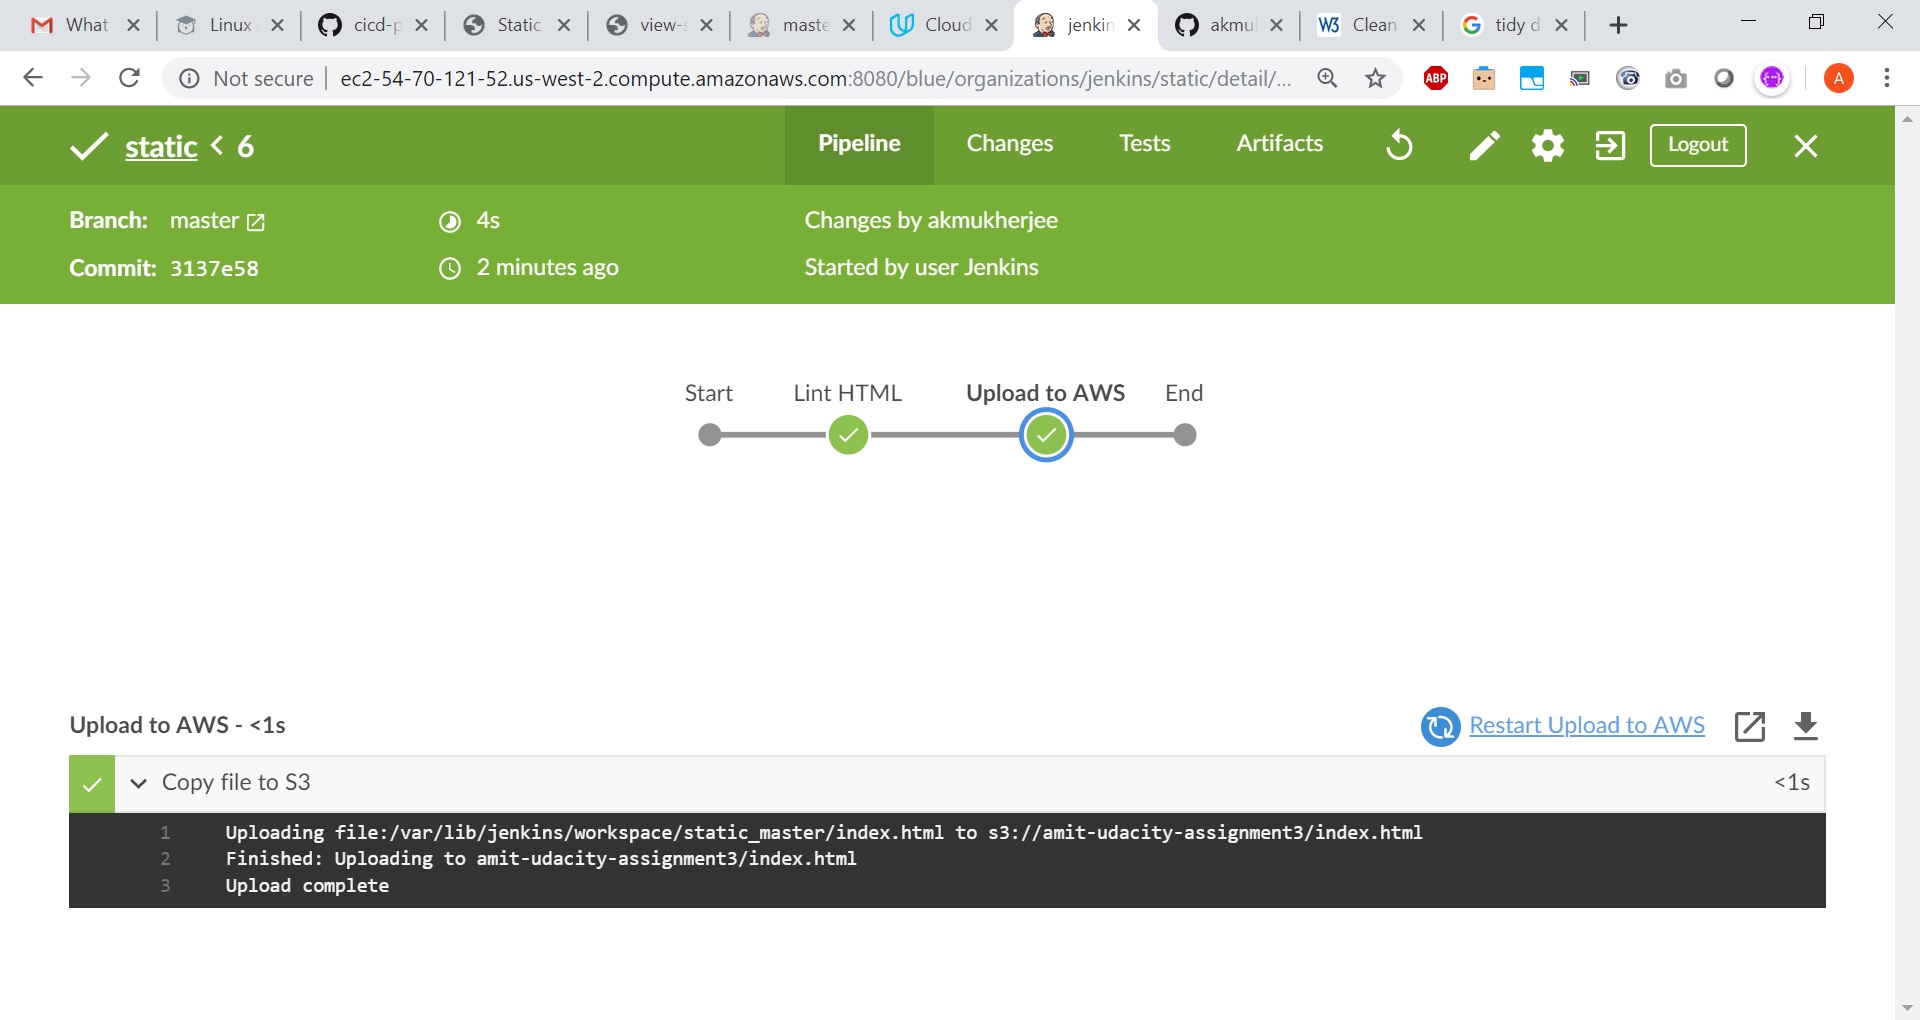 What
Linux
cicd-p
Static
view-s
maste
Cloud
jenkin
akmu
Clean
tidy d
Not secure
ec2-54-70-121-52.us-west-2.compute.amazonaws.com:8080/blue/organizations/jenkins/static/detail/...
ABP
A
static < 6
Pipeline
Changes
Tests
Artifacts
Logout
Branch: master
4s
Changes by akmukherjee
Commit: 3137e58
2 minutes ago
Started by user Jenkins
Start
Lint HTML
Upload to AWS
End
Upload to AWS - <1s
Restart Upload to AWS
Copy file to S3
<1s
1 Uploading file:/var/lib/jenkins/workspace/static_master/index.html to s3://amit-udacity-assignment3/index.html
2 Finished: Uploading to amit-udacity-assignment3/index.html
3 Upload complete